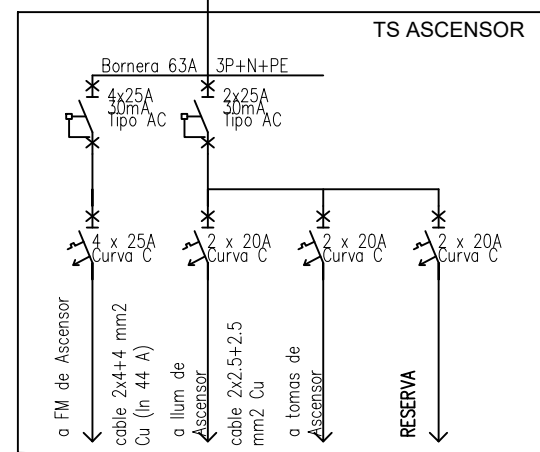 TS ASCENSOR
Bornera 63A 3P+N+PE
4x25A
30mA
Tipo AC
2x25A
30mA
Tipo AC
4 x 25A
Curva C
2 x 20A
Curva C
2 x 20A
Curva C
2 x 20A
Curva C
a FM de Ascensor
cable 2x4+4 mm2
Cu (In 44 A)
a Ilum de
Ascensor
cable 2x2.5+2.5
mm2 Cu
a tomas de
Ascensor
RESERVA